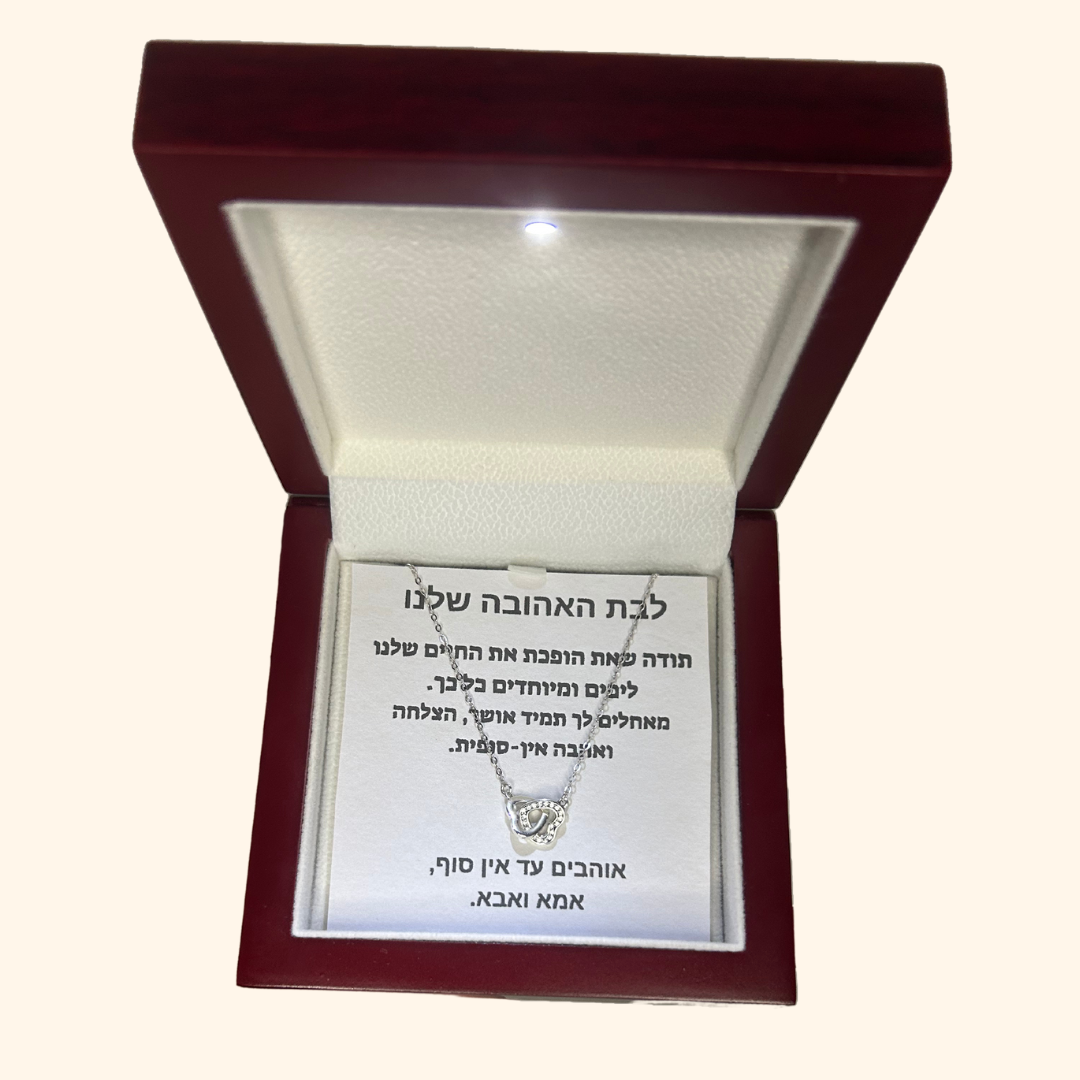 לבת האהובה שלנו
תודה שאת הופכת את החיים שלנו
ליפים ומיוחדים כל כך.
מאחלים לך תמיד אושר, הצלחה
ואהבה אין-סופית.
אוהבים עד אין סוף,
אמא ואבא.